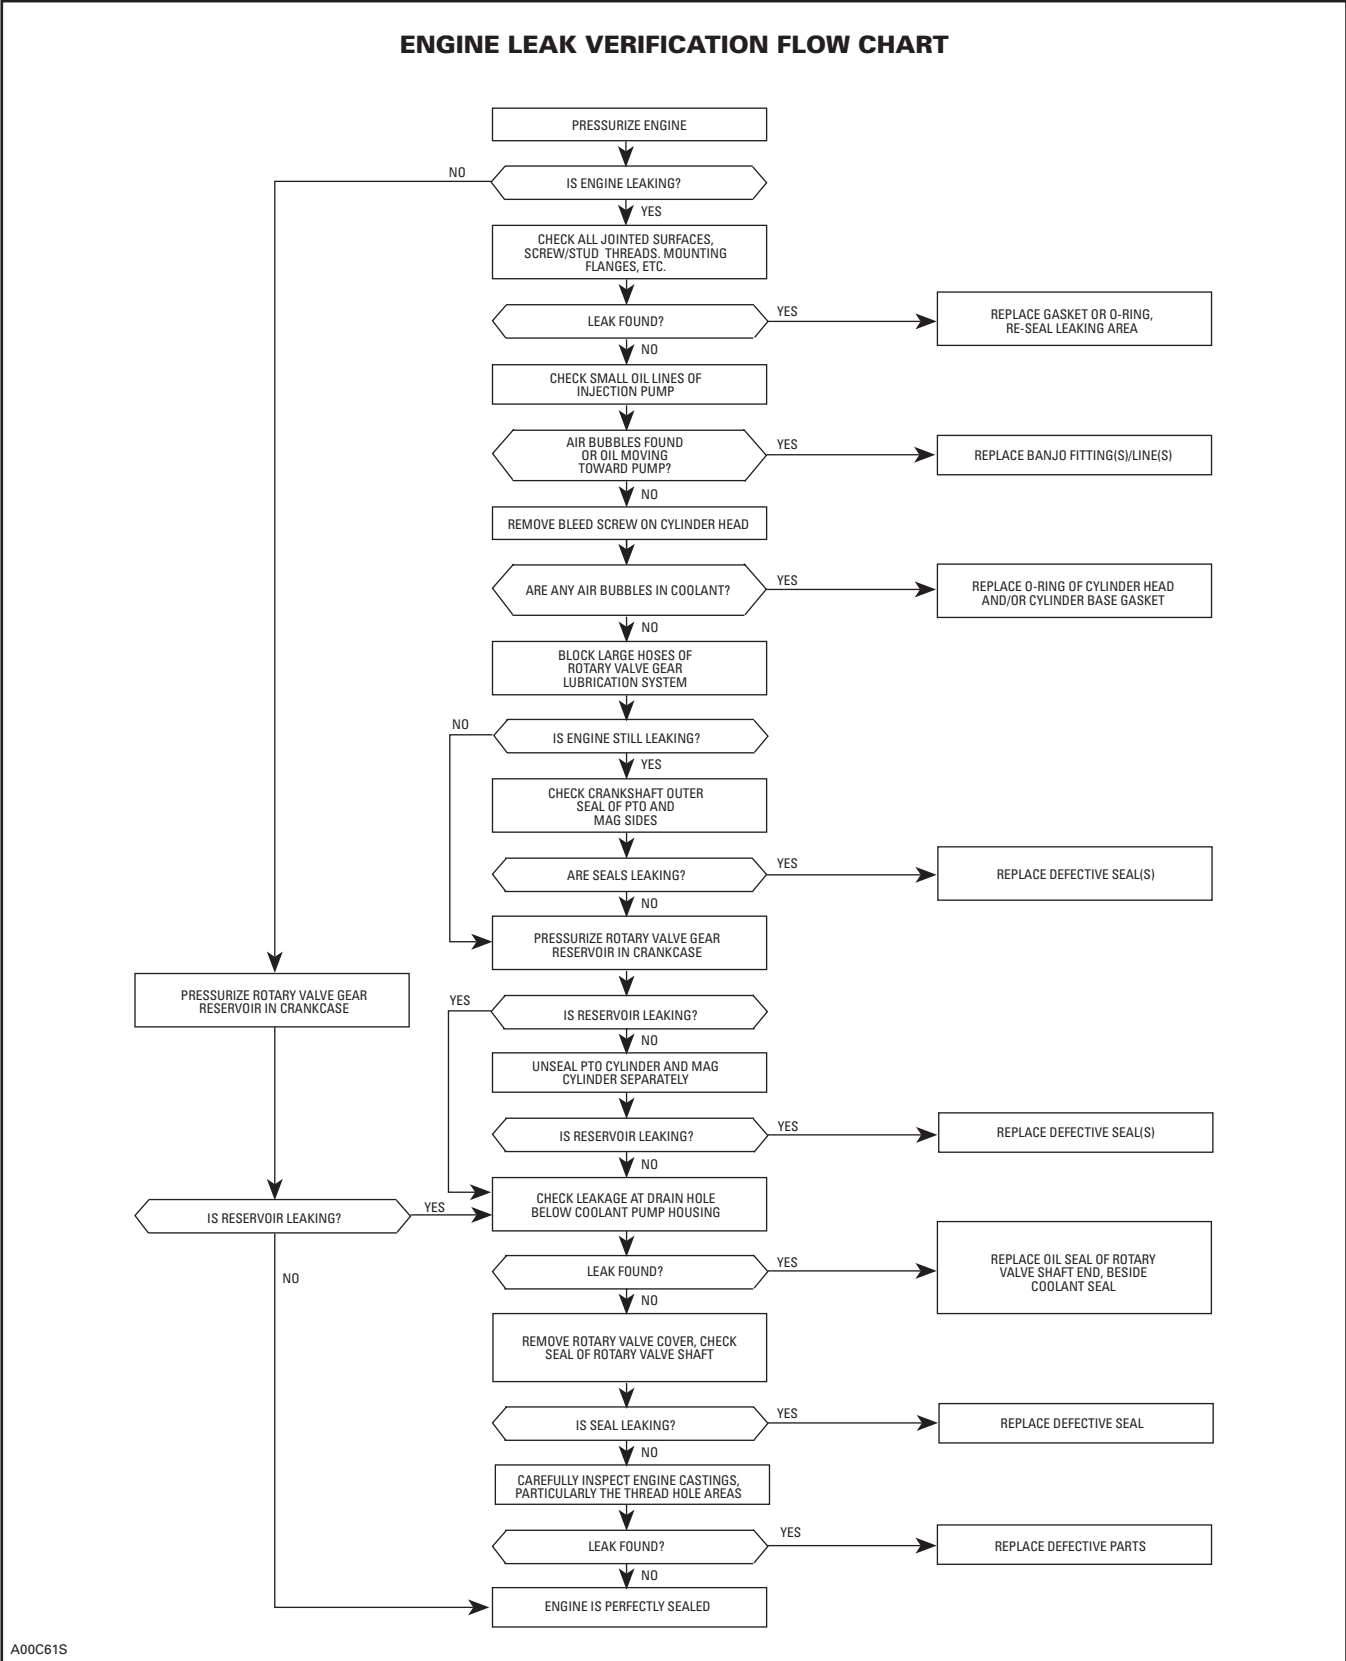 ENGINE LEAK VERIFICATION FLOW CHART
PRESSURIZE ENGINE
NO
IS ENGINE LEAKING?
YES
CHECK ALL JOINTED SURFACES,
SCREW/STUD THREADS. MOUNTING
FLANGES, ETC.
LEAK FOUND?
YES
REPLACE GASKET OR O-RING,
RE-SEAL LEAKING AREA
NO
CHECK SMALL OIL LINES OF
INJECTION PUMP
AIR BUBBLES FOUND
OR OIL MOVING
TOWARD PUMP?
YES
REPLACE BANJO FITTING(S)/LINE(S)
NO
REMOVE BLEED SCREW ON CYLINDER HEAD
ARE ANY AIR BUBBLES IN COOLANT?
YES
REPLACE O-RING OF CYLINDER HEAD
AND/OR CYLINDER BASE GASKET
NO
BLOCK LARGE HOSES OF
ROTARY VALVE GEAR
LUBRICATION SYSTEM
NO
IS ENGINE STILL LEAKING?
YES
CHECK CRANKSHAFT OUTER
SEAL OF PTO AND
MAG SIDES
ARE SEALS LEAKING?
YES
REPLACE DEFECTIVE SEAL(S)
NO
PRESSURIZE ROTARY VALVE GEAR
RESERVOIR IN CRANKCASE
PRESSURIZE ROTARY VALVE GEAR
RESERVOIR IN CRANKCASE
YES
IS RESERVOIR LEAKING?
NO
UNSEAL PTO CYLINDER AND MAG
CYLINDER SEPARATELY
IS RESERVOIR LEAKING?
YES
REPLACE DEFECTIVE SEAL(S)
NO
CHECK LEAKAGE AT DRAIN HOLE
BELOW COOLANT PUMP HOUSING
IS RESERVOIR LEAKING?
YES
NO
LEAK FOUND?
YES
REPLACE OIL SEAL OF ROTARY
VALVE SHAFT END, BESIDE
COOLANT SEAL
NO
REMOVE ROTARY VALVE COVER, CHECK
SEAL OF ROTARY VALVE SHAFT
IS SEAL LEAKING?
YES
REPLACE DEFECTIVE SEAL
NO
CAREFULLY INSPECT ENGINE CASTINGS,
PARTICULARLY THE THREAD HOLE AREAS
LEAK FOUND?
YES
REPLACE DEFECTIVE PARTS
NO
ENGINE IS PERFECTLY SEALED
A00C61S